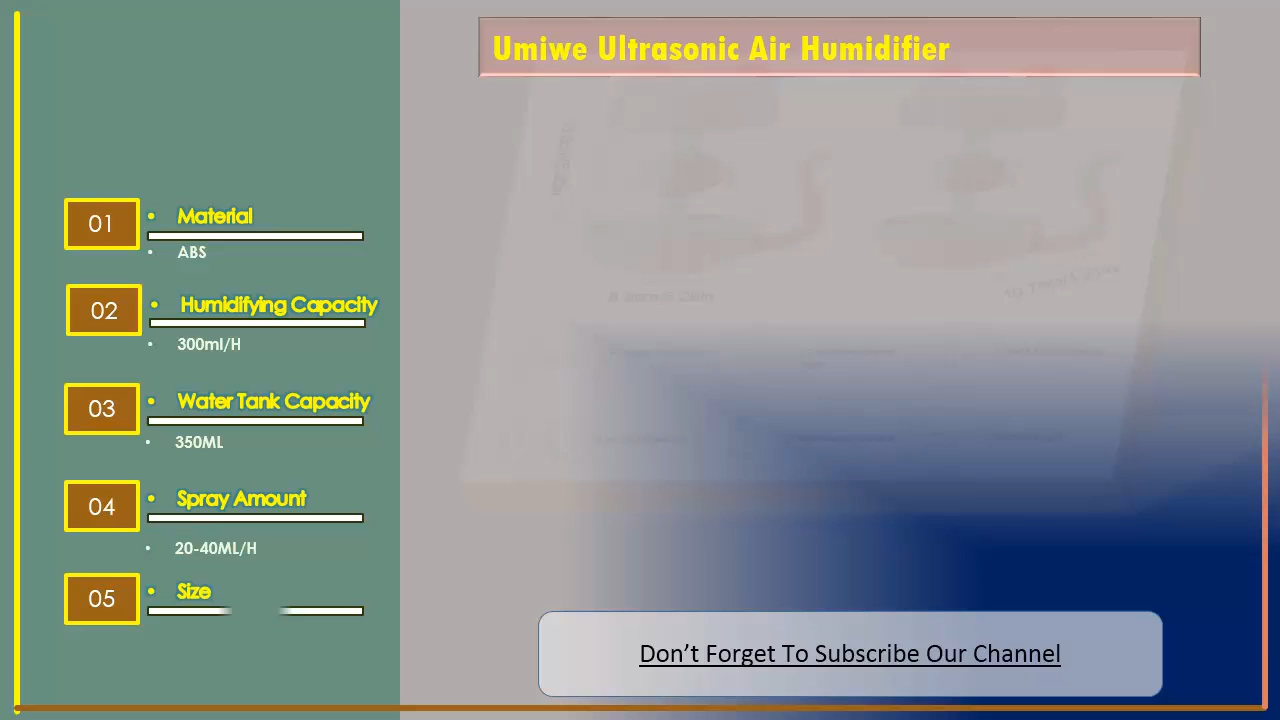 Umiwe Ultrasonic Air Humidifier
01
• Material
• ABS
02
• Humidifying Capacity
• 300ml/H
03
• Water Tank Capacity
• 350ML
04
• Spray Amount
• 20-40ML/H
05
• Size
Don’t Forget To Subscribe Our Channel